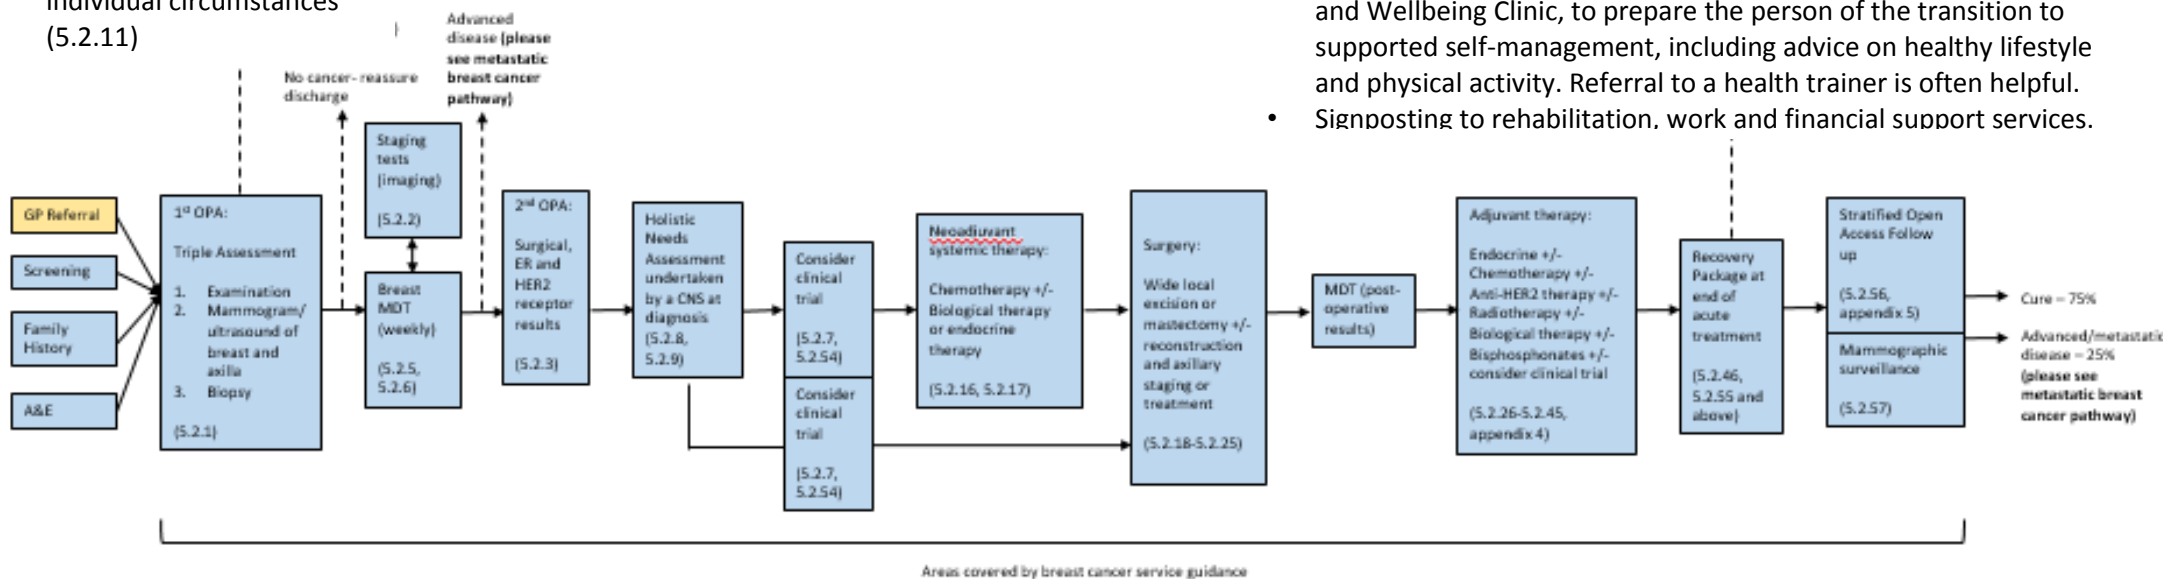 individual circumstances
(5.2.11)
and Wellbeing Clinic, to prepare the person of the transition to
supported self-management, including advice on healthy lifestyle
and physical activity. Referral to a health trainer is often helpful.
• Signposting to rehabilitation, work and financial support services.
No cancer- reassure
discharge
Advanced
disease (please
see metastatic
breast cancer
pathway)
GP Referral
Screening
Family
History
A&E
1st OPA:
Triple Assessment
1. Examination
2. Mammogram/
ultrasound of
breast and
axilla
3. Biopsy
(5.2.1)
Staging
tests
(imaging)
(5.2.2)
Breast
MDT
(weekly)
(5.2.5,
5.2.6)
2nd OPA:
Surgical,
ER and
HER2
receptor
results
(5.2.3)
Holistic
Needs
Assessment
undertaken
by a CNS at
diagnosis
(5.2.8,
5.2.9)
Consider
clinical
trial
(5.2.7,
5.2.54)
Consider
clinical
trial
(5.2.7,
5.2.54)
Neoadjuvant
systemic therapy:
Chemotherapy +/-
Biological therapy
or endocrine
therapy
(5.2.16, 5.2.17)
Surgery:
Wide local
excision or
mastectomy +/-
reconstruction
and axillary
staging or
treatment
(5.2.18-5.2.25)
MDT (post-
operative
results)
Adjuvant therapy:
Endocrine +/-
Chemotherapy +/-
Anti-HER2 therapy +/-
Radiotherapy +/-
Biological therapy +/-
Bisphosphonates +/-
consider clinical trial
(5.2.26-5.2.45,
appendix 4)
Recovery
Package at
end of
acute
treatment
(5.2.46,
5.2.55 and
above)
Stratified Open
Access Follow
up
(5.2.56,
appendix 5)
Mammographic
surveillance
(5.2.57)
Cure – 75%
Advanced/metastatic
disease – 25%
(please see
metastatic breast
cancer pathway)
Areas covered by breast cancer service guidance